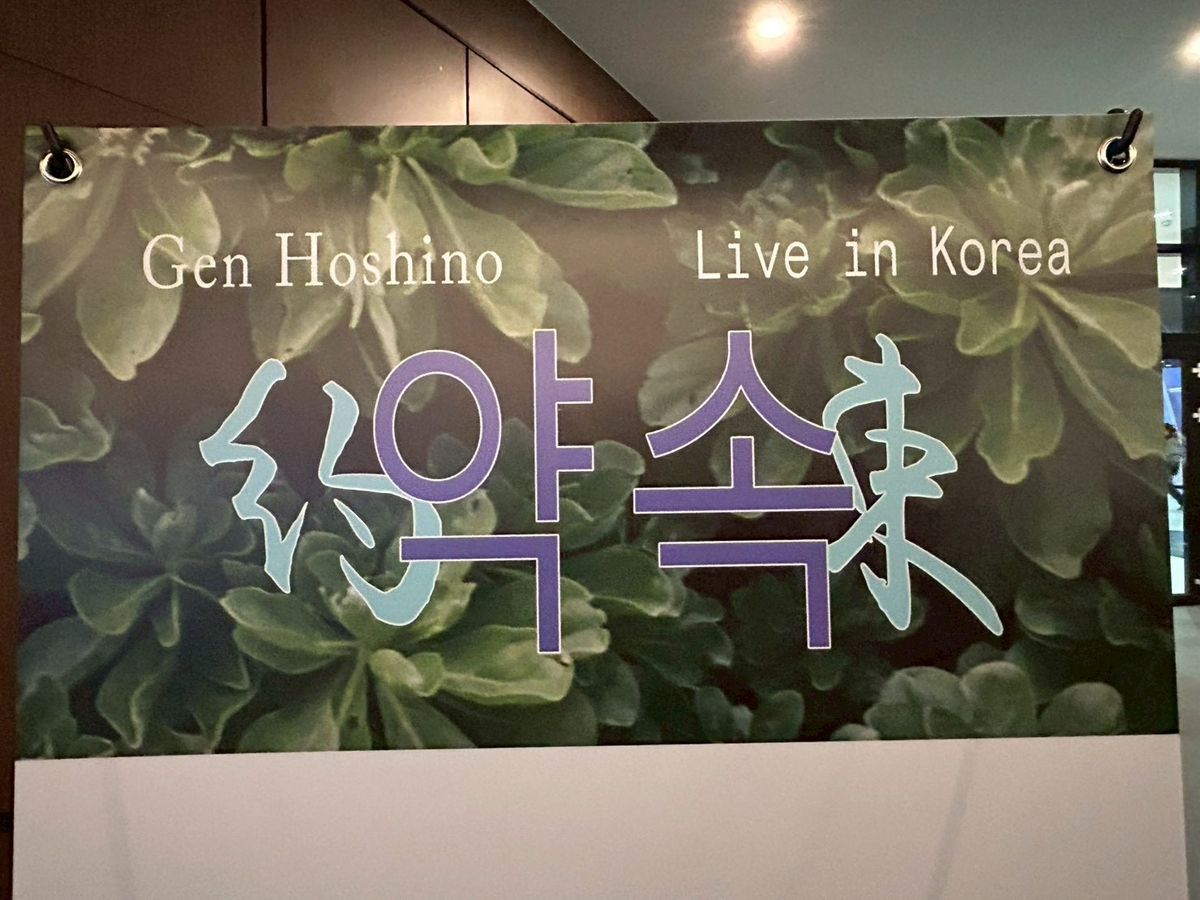 Gen Hoshino Live in Korea
約약 속束